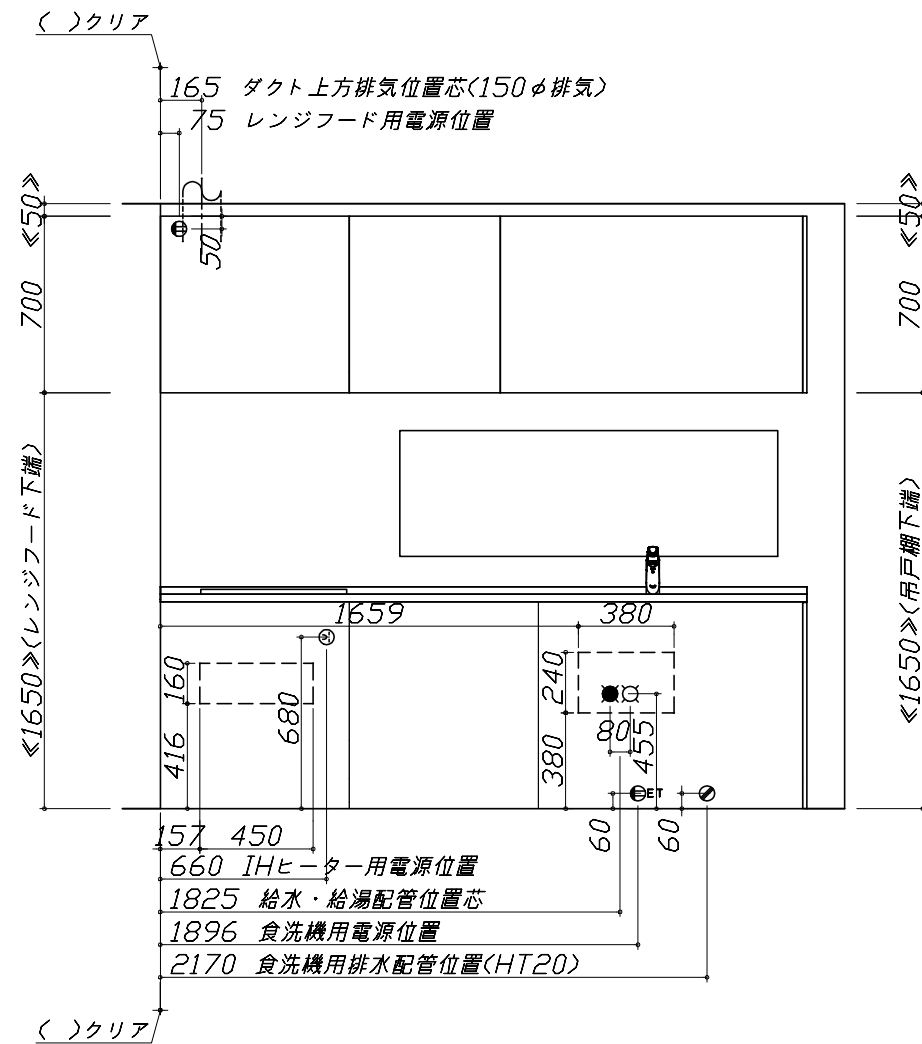 ( )クリア
165 ダクト上方排気位置芯(150φ排気)
75 レンジフード用電源位置
≪50≫
≪50≫
50
700
700
≪1650≫(レンジフード下端)
≪1650≫(吊戸棚下端)
1659
380
160
680
240
416
380
80
455
ET
60
60
157 450
660 IHヒーター用電源位置
1825 給水・給湯配管位置芯
1896 食洗機用電源位置
2170 食洗機用排水配管位置(HT20)
( )クリア